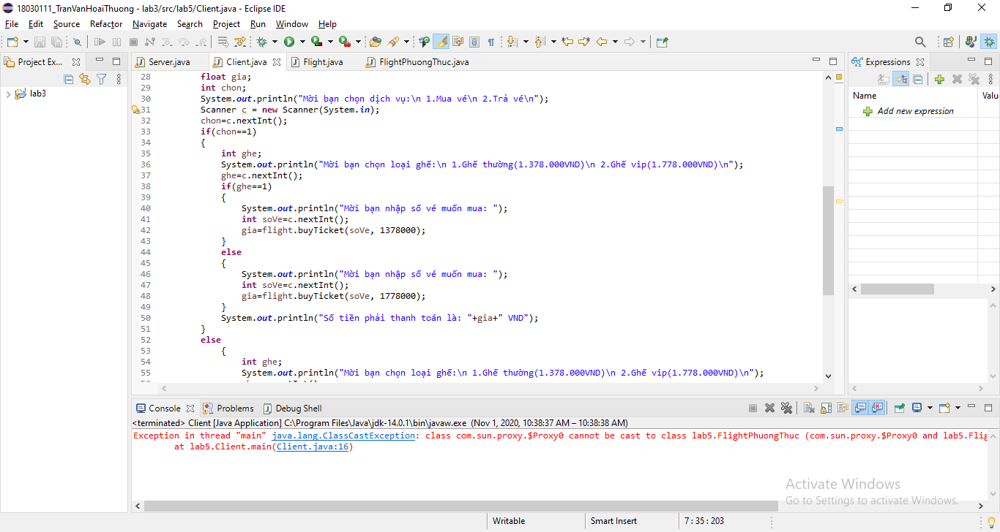 18030111_TranVanHoaiThuong - lab3/src/lab5/Client.java - Eclipse IDE
File Edit Source Refactor Navigate Search Project Run Window Help
Project Ex...
lab3
Server.java Client.java Flight.java FlightPhuongThuc.java
28 float gia;
29 int chon;
30 System.out.println("Mời bạn chọn dịch vụ:\n 1.Mua vé\n 2.Trả vé\n");
31 Scanner c = new Scanner(System.in);
32 chon=c.nextInt();
33 if(chon==1)
34 {
35 int ghe;
36 System.out.println("Mời bạn chọn loại ghế:\n 1.Ghế thường(1.378.000VND)\n 2.Ghế vip(1.778.000VND)\n");
37 ghe=c.nextInt();
38 if(ghe==1)
39 {
40 System.out.println("Mời bạn nhập số vé muốn mua: ");
41 int soVe=c.nextInt();
42 gia=flight.buyTicket(soVe, 1378000);
43 }
44 else
45 {
46 System.out.println("Mời bạn nhập số vé muốn mua: ");
47 int soVe=c.nextInt();
48 gia=flight.buyTicket(soVe, 1778000);
49 }
50 System.out.println("Số tiền phải thanh toán là: "+gia+" VND");
51 }
52 else
53 {
54 int ghe;
55 System.out.println("Mời bạn chọn loại ghế:\n 1.Ghế thường(1.378.000VND)\n 2.Ghế vip(1.778.000VND)\n");
Expressions
Name Valu
Add new expression
Console Problems Debug Shell
<terminated> Client [Java Application] C:\Program Files\Java\jdk-14.0.1\bin\javaw.exe (Nov 1, 2020, 10:38:37 AM – 10:38:38 AM)
Exception in thread "main" java.lang.ClassCastException: class com.sun.proxy.$Proxy0 cannot be cast to class lab5.FlightPhuongThuc (com.sun.proxy.$Proxy0 and lab5.Flig
at lab5.Client.main(Client.java:16)
Activate Windows
Go to Settings to activate Windows.
Writable Smart Insert 7 : 35 : 203